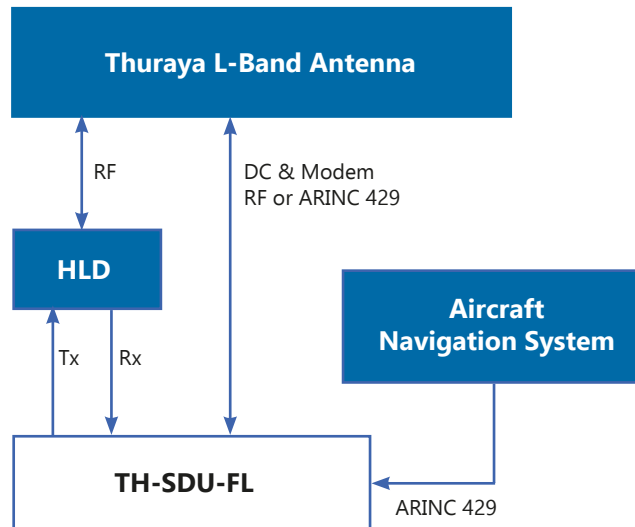 Thuraya L-Band Antenna
RF
DC & Modem
RF or ARINC 429
HLD
Aircraft
Navigation System
Tx
Rx
TH-SDU-FL
ARINC 429